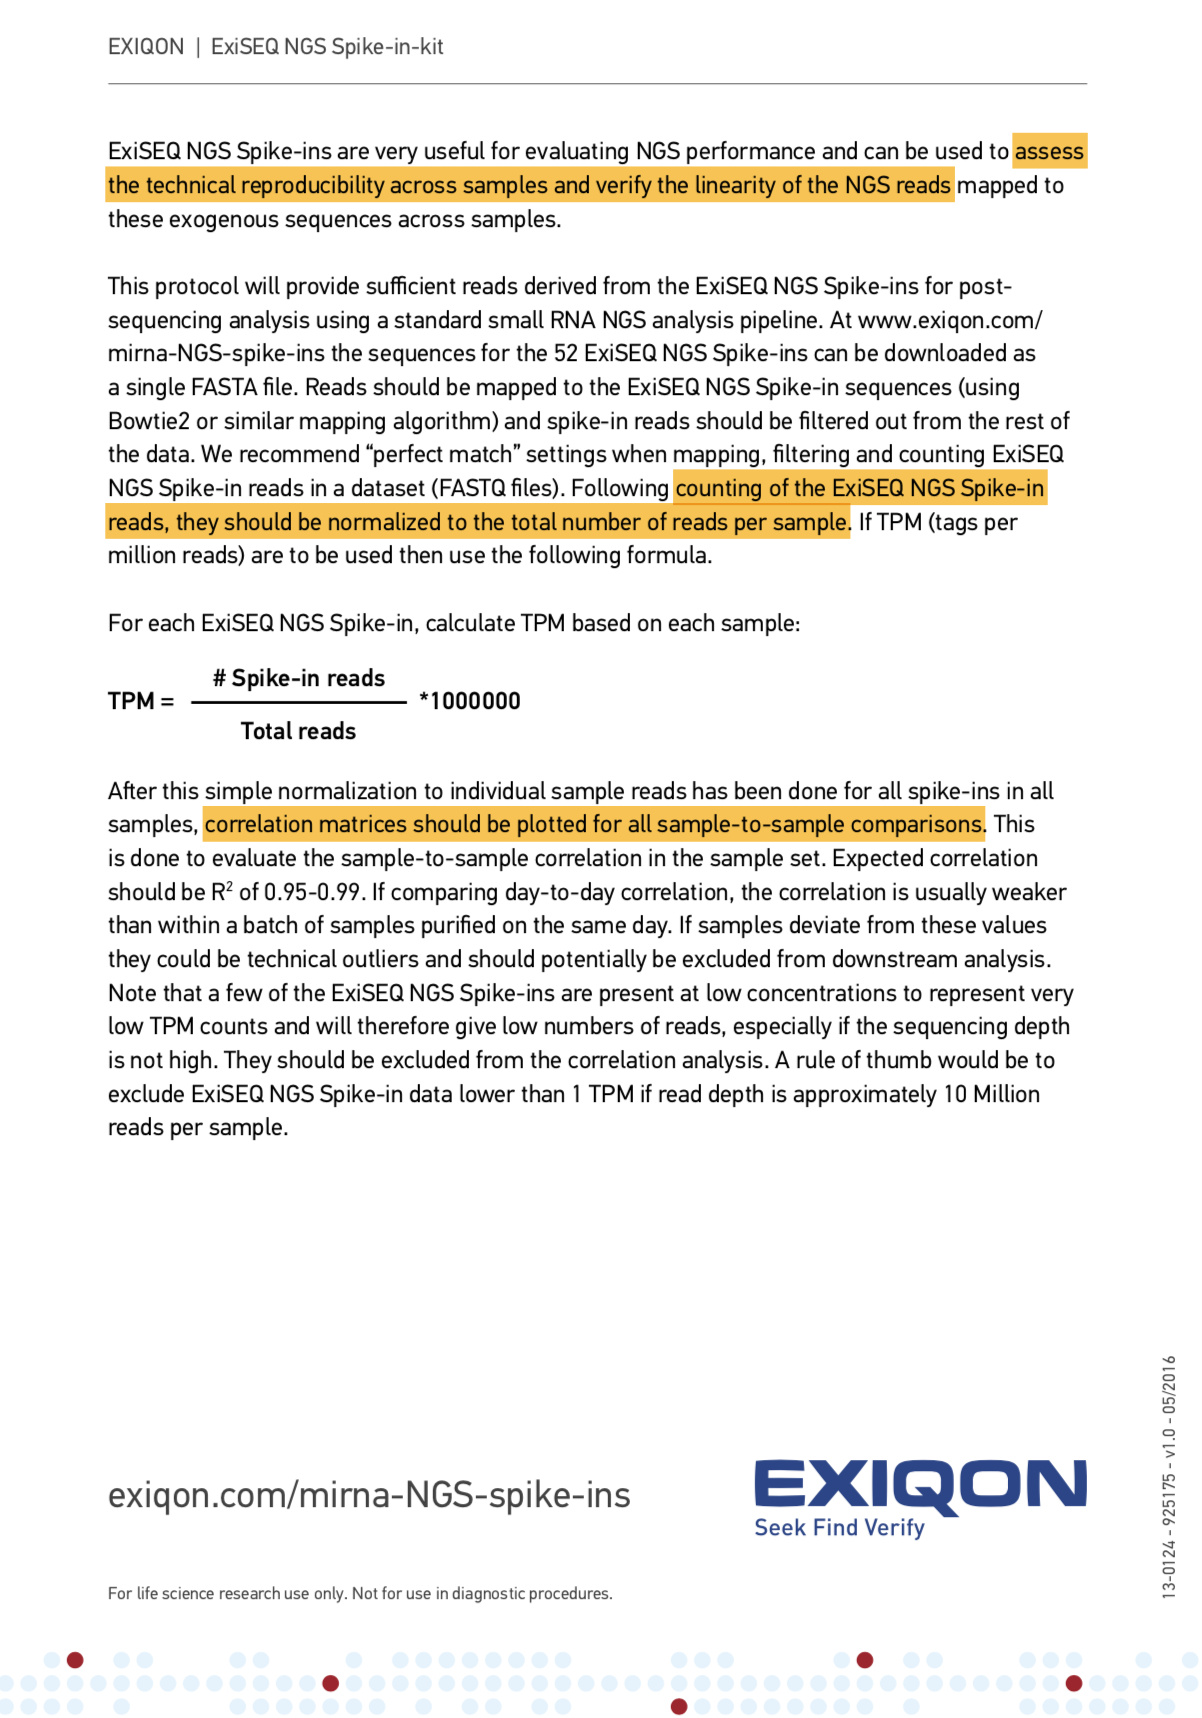 EXIQON | ExiSEQ NGS Spike-in-kit
ExiSEQ NGS Spike-ins are very useful for evaluating NGS performance and can be used to assess
the technical reproducibility across samples and verify the linearity of the NGS reads mapped to
these exogenous sequences across samples.
This protocol will provide sufficient reads derived from the ExiSEQ NGS Spike-ins for post-
sequencing analysis using a standard small RNA NGS analysis pipeline. At www.exiqon.com/
mirna-NGS-spike-ins the sequences for the 52 ExiSEQ NGS Spike-ins can be downloaded as
a single FASTA file. Reads should be mapped to the ExiSEQ NGS Spike-in sequences (using
Bowtie2 or similar mapping algorithm) and spike-in reads should be filtered out from the rest of
the data. We recommend “perfect match” settings when mapping, filtering and counting ExiSEQ
NGS Spike-in reads in a dataset (FASTQ files). Following counting of the ExiSEQ NGS Spike-in
reads, they should be normalized to the total number of reads per sample. If TPM (tags per
million reads) are to be used then use the following formula.
For each ExiSEQ NGS Spike-in, calculate TPM based on each sample:
# Spike-in reads
TPM = *1000000
Total reads
After this simple normalization to individual sample reads has been done for all spike-ins in all
samples, correlation matrices should be plotted for all sample-to-sample comparisons. This
is done to evaluate the sample-to-sample correlation in the sample set. Expected correlation
should be R² of 0.95-0.99. If comparing day-to-day correlation, the correlation is usually weaker
than within a batch of samples purified on the same day. If samples deviate from these values
they could be technical outliers and should potentially be excluded from downstream analysis.
Note that a few of the ExiSEQ NGS Spike-ins are present at low concentrations to represent very
low TPM counts and will therefore give low numbers of reads, especially if the sequencing depth
is not high. They should be excluded from the correlation analysis. A rule of thumb would be to
exclude ExiSEQ NGS Spike-in data lower than 1 TPM if read depth is approximately 10 Million
reads per sample.
exiqon.com/mirna-NGS-spike-ins
EXIQON
Seek Find Verify
For life science research use only. Not for use in diagnostic procedures.
13-0124 - 925175 - v1.0 - 05/2016